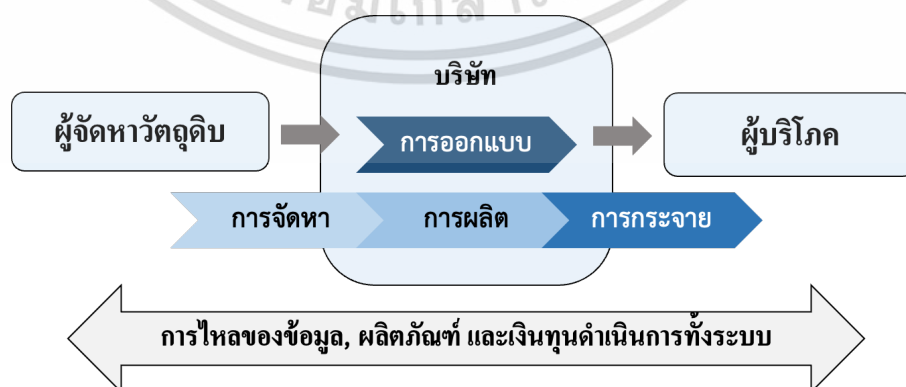 บริษัท
ผู้จัดหาวัตถุดิบ
การออกแบบ
ผู้บริโภค
การจัดหา
การผลิต
การกระจาย
การไหลของข้อมูล, ผลิตภัณฑ์ และเงินทุนดำเนินการทั้งระบบ